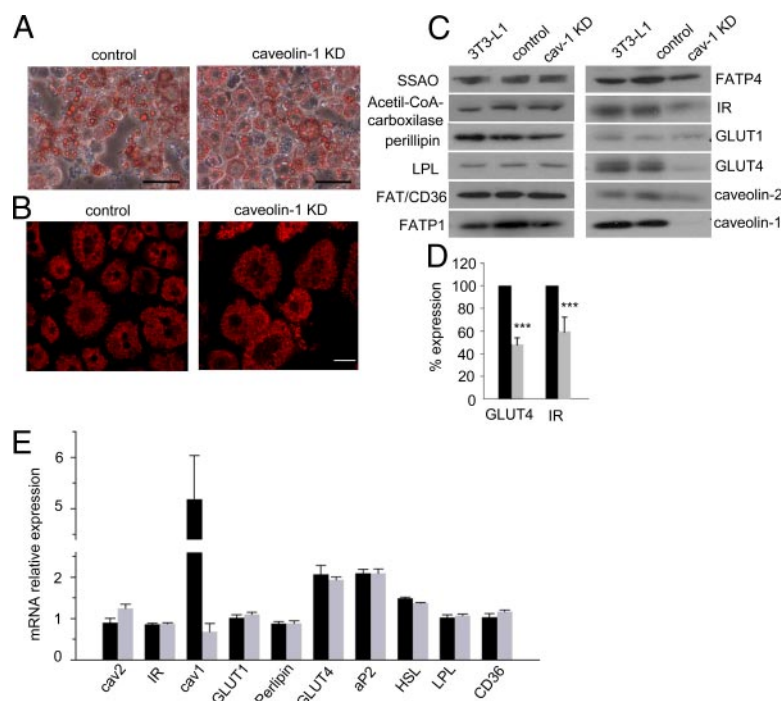 A
control
caveolin-1 KD
B
control
caveolin-1 KD
C
3T3-L1
control
cav-1 KD
3T3-L1
control
cav-1 KD
SSAO
Acetil-CoA-
carboxilase
perillipin
LPL
FAT/CD36
FATP1
FATP4
IR
GLUT1
GLUT4
caveolin-2
caveolin-1
D
% expression
120
100
80
60
40
20
0
***
***
GLUT4 IR
E
mRNA relative expression
6
5
2
1
0
cav2
IR
cav1
GLUT1
Perlipin
GLUT4
aP2
HSL
LPL
CD36